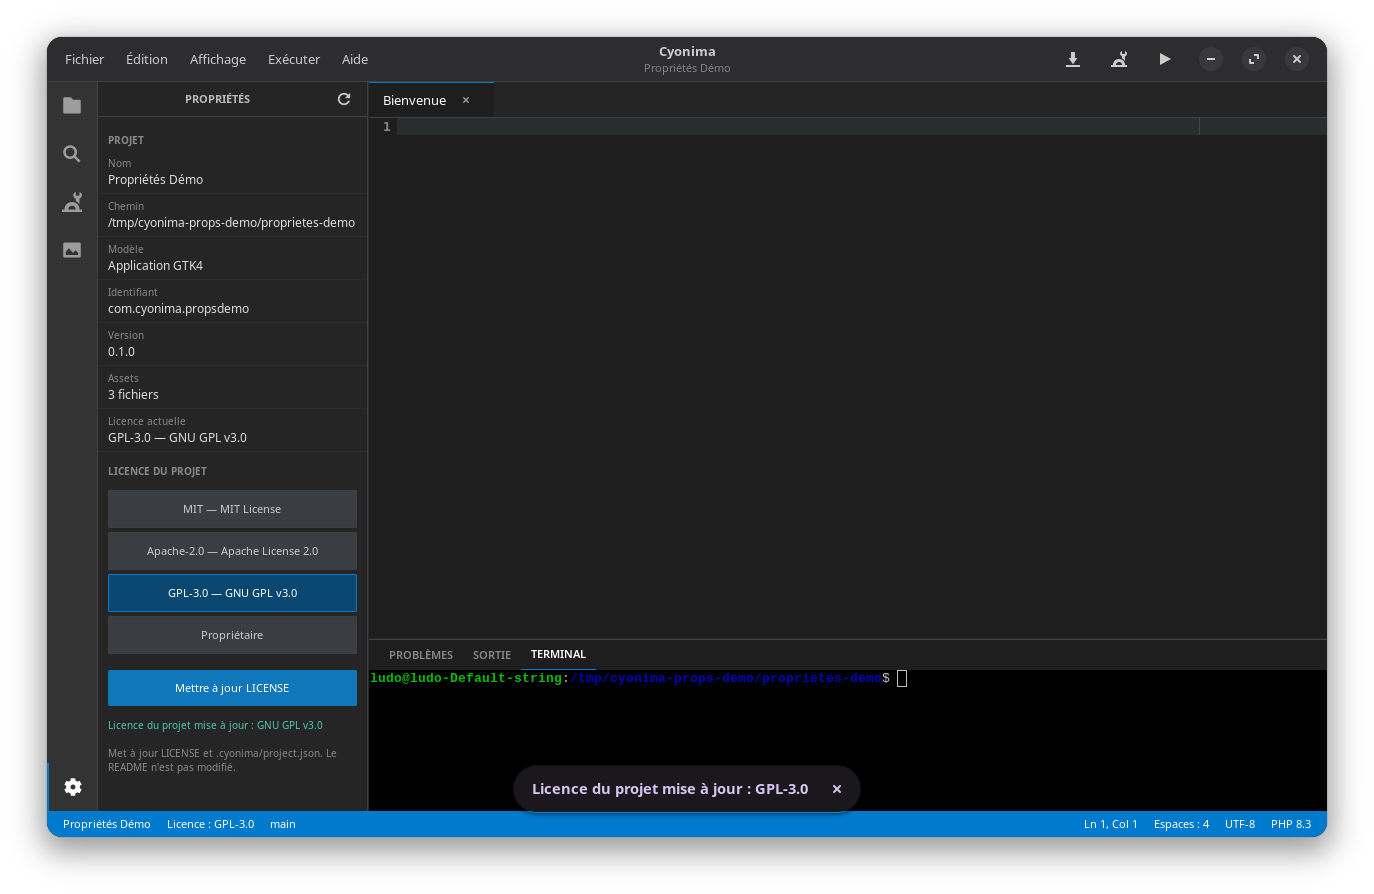 Fichier Édition Affichage Exécuter Aide
Cyonima
Propriétés Démo
PROPRIÉTÉS
PROJET
Nom
Propriétés Démo
Chemin
/tmp/cyonima-props-demo/proprietes-demo
Modèle
Application GTK4
Identifiant
com.cyonima.propsdemo
Version
0.1.0
Assets
3 fichiers
Licence actuelle
GPL-3.0 — GNU GPL v3.0
LICENCE DU PROJET
MIT — MIT License
Apache-2.0 — Apache License 2.0
GPL-3.0 — GNU GPL v3.0
Propriétaire
Mettre à jour LICENSE
Licence du projet mise à jour : GNU GPL v3.0
Met à jour LICENSE et .cyonima/project.json. Le
README n'est pas modifié.
Bienvenue ×
1
PROBLÈMES SORTIE TERMINAL
ludo@ludo-Default-string:/tmp/cyonima-props-demo/proprietes-demo$
Licence du projet mise à jour : GPL-3.0 ×
Propriétés Démo Licence : GPL-3.0 main Ln 1, Col 1 Espaces : 4 UTF-8 PHP 8.3